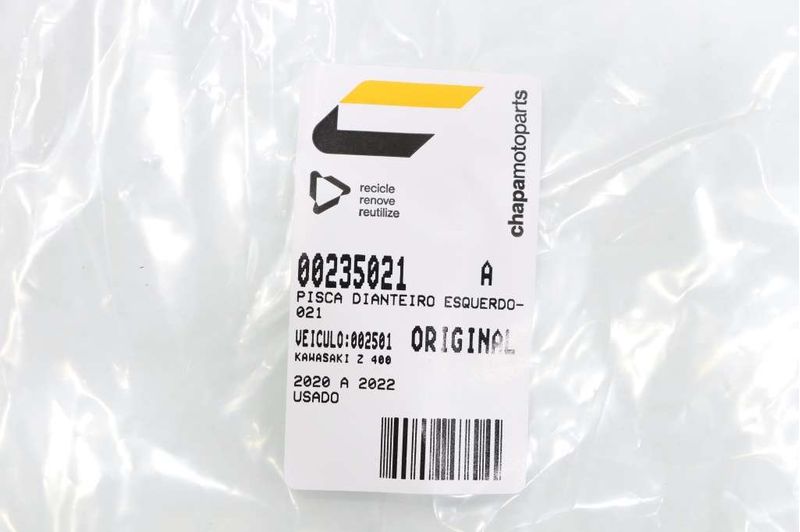 chapamotoparts
recicle
renove
reutilize
00235021 A
PISCA DIANTEIRO ESQUERDO-
021
VEICULO:002501 ORIGINAL
KAWASAKI Z 400
2020 A 2022
USADO